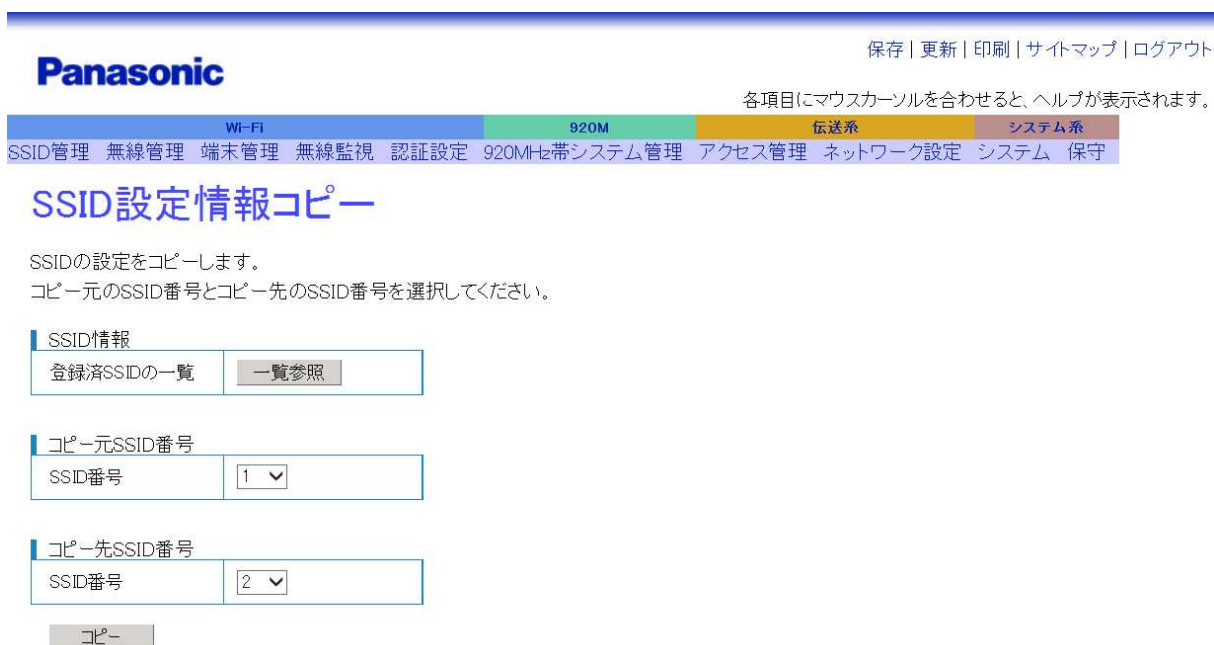 保存 | 更新 | 印刷 | サイトマップ | ログアウト
Panasonic
各項目にマウスカーソルを合わせると、ヘルプが表示されます。
Wi-Fi 920M 伝送系 システム系
SSID管理 無線管理 端末管理 無線監視 認証設定 920MHz帯システム管理 アクセス管理 ネットワーク設定 システム 保守
SSID設定情報コピー
SSIDの設定をコピーします。
コピー元のSSID番号とコピー先のSSID番号を選択してください。
SSID情報
登録済SSIDの一覧 一覧参照
コピー元SSID番号
SSID番号 1
コピー先SSID番号
SSID番号 2
コピー